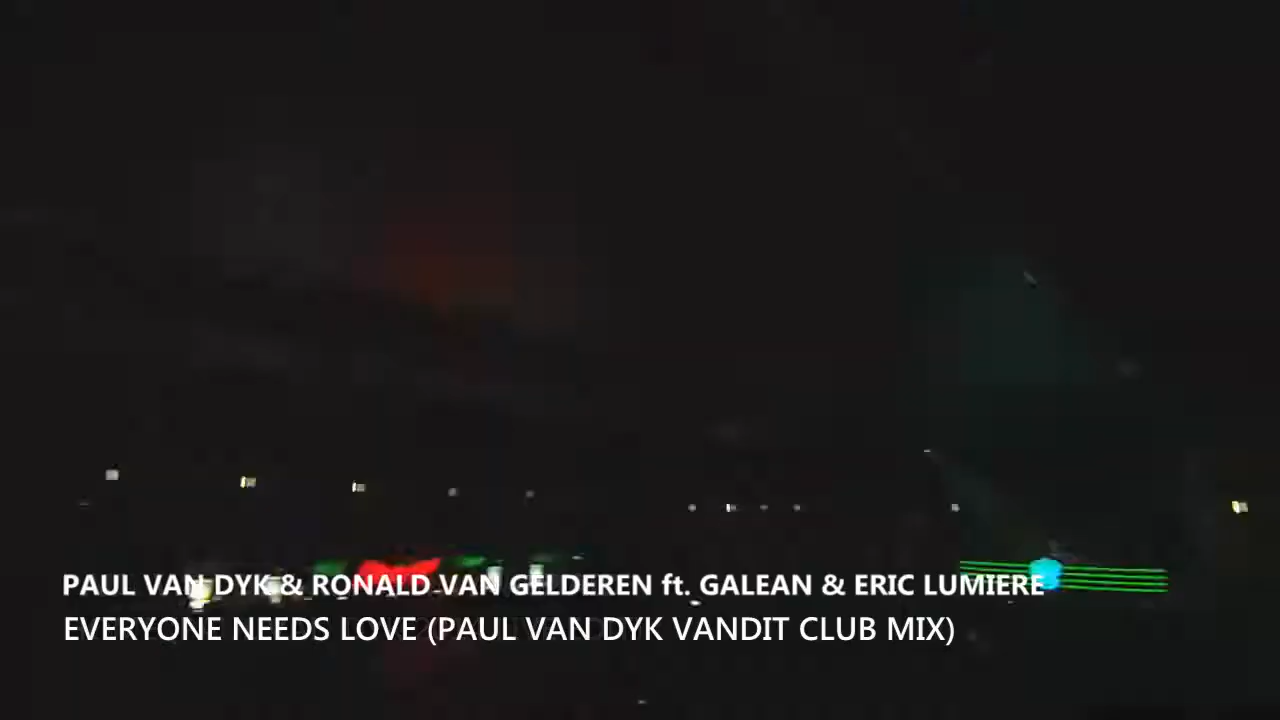 PAUL VAN DYK & RONALD VAN GELDEREN ft. GALEAN & ERIC LUMIERE
EVERYONE NEEDS LOVE (PAUL VAN DYK VANDIT CLUB MIX)